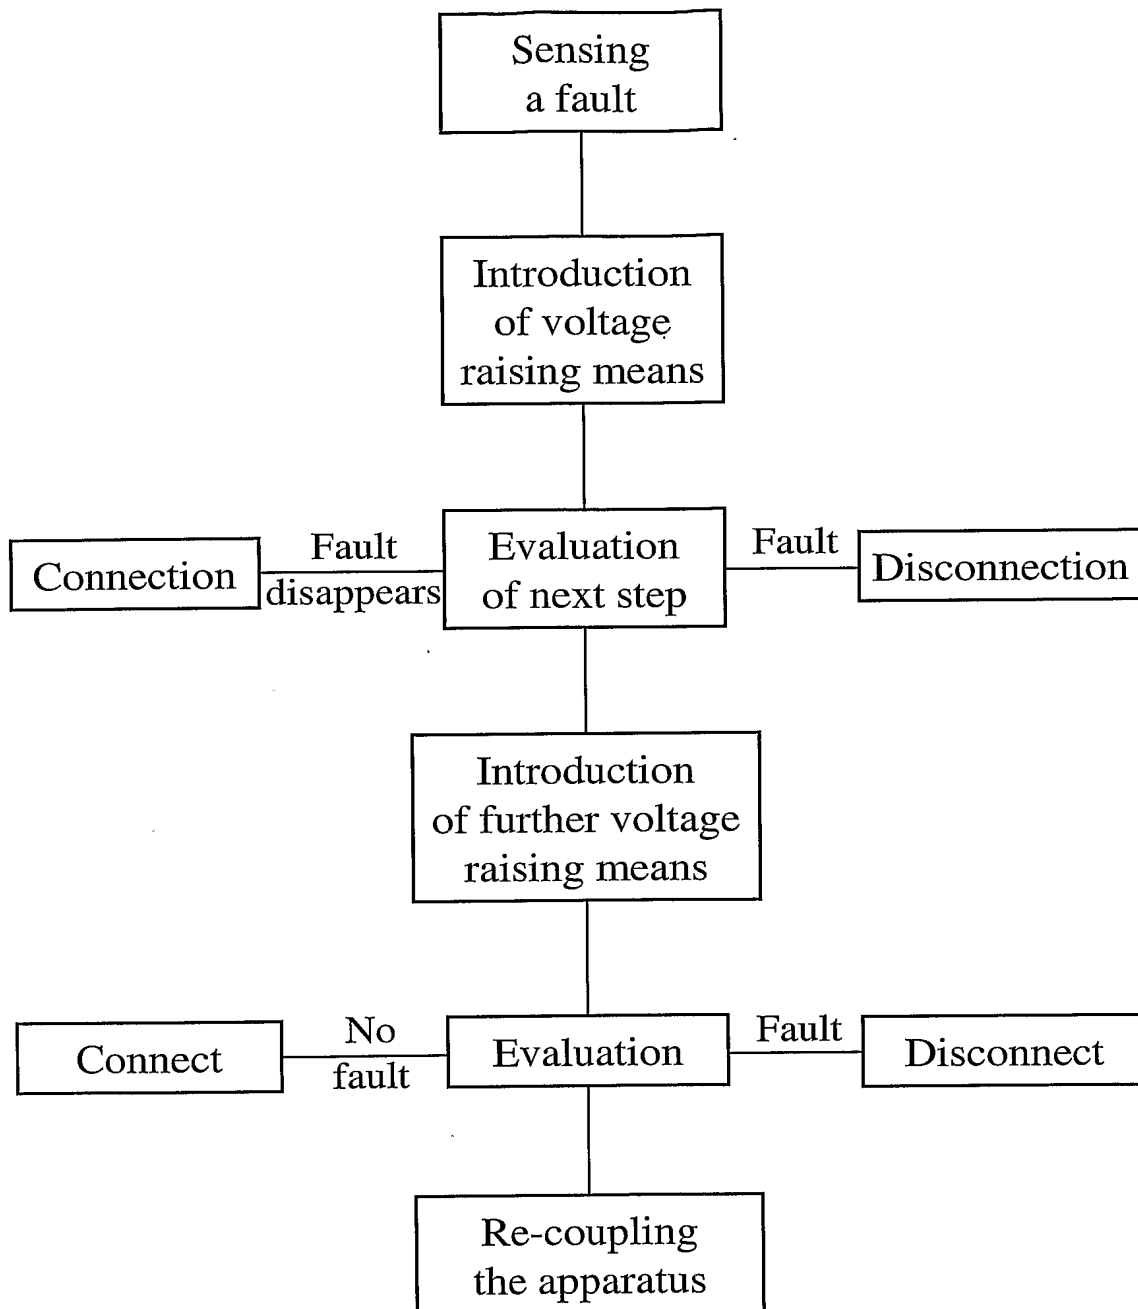 Sensing
a fault
Introduction
of voltage
raising means
Connection
Fault
disappears
Evaluation
of next step
Fault
Disconnection
Introduction
of further voltage
raising means
Connect
No
fault
Evaluation
Fault
Disconnect
Re-coupling
the apparatus